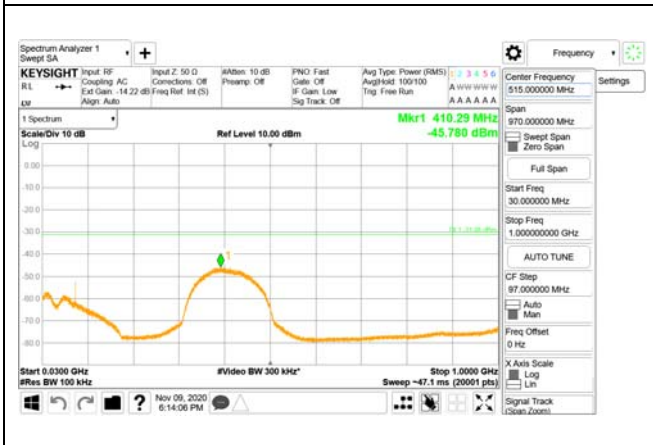 Spectrum Analyzer 1
Swept SA
+
Frequency
KEYSIGHT
RL
Input: RF
Coupling: AC
Ext Gain: -14.22 dB
Align: Auto
Input Z: 50 Ω
Corrections: Off
Freq Ref: Int (S)
#Atten: 10 dB
Preamp: Off
PNO: Fast
Gate: Off
IF Gain: Low
Sig Track: Off
Avg Type: Power (RMS)
Avg|Hold: 100/100
Trig: Free Run
1 2 3 4 5 6
A W W W W W
A A A A A A
1 Spectrum
Scale/Div 10 dB
Log
Ref Level 10.00 dBm
Mkr1 410.29 MHz
-45.780 dBm
0.00
-10.0
-20.0
-30.0
-40.0
-50.0
-60.0
-70.0
-80.0
1
Start 0.0300 GHz
#Res BW 100 kHz
#Video BW 300 kHz*
Stop 1.0000 GHz
Sweep ~47.1 ms (20001 pts)
Nov 09, 2020
6:14:06 PM
Center Frequency
515.000000 MHz
Span
970.000000 MHz
Swept Span
Zero Span
Full Span
Start Freq
30.000000 MHz
Stop Freq
1.000000000 GHz
AUTO TUNE
CF Step
97.000000 MHz
Auto
Man
Freq Offset
0 Hz
X Axis Scale
Log
Lin
Signal Track
(Span Zoom)
Settings